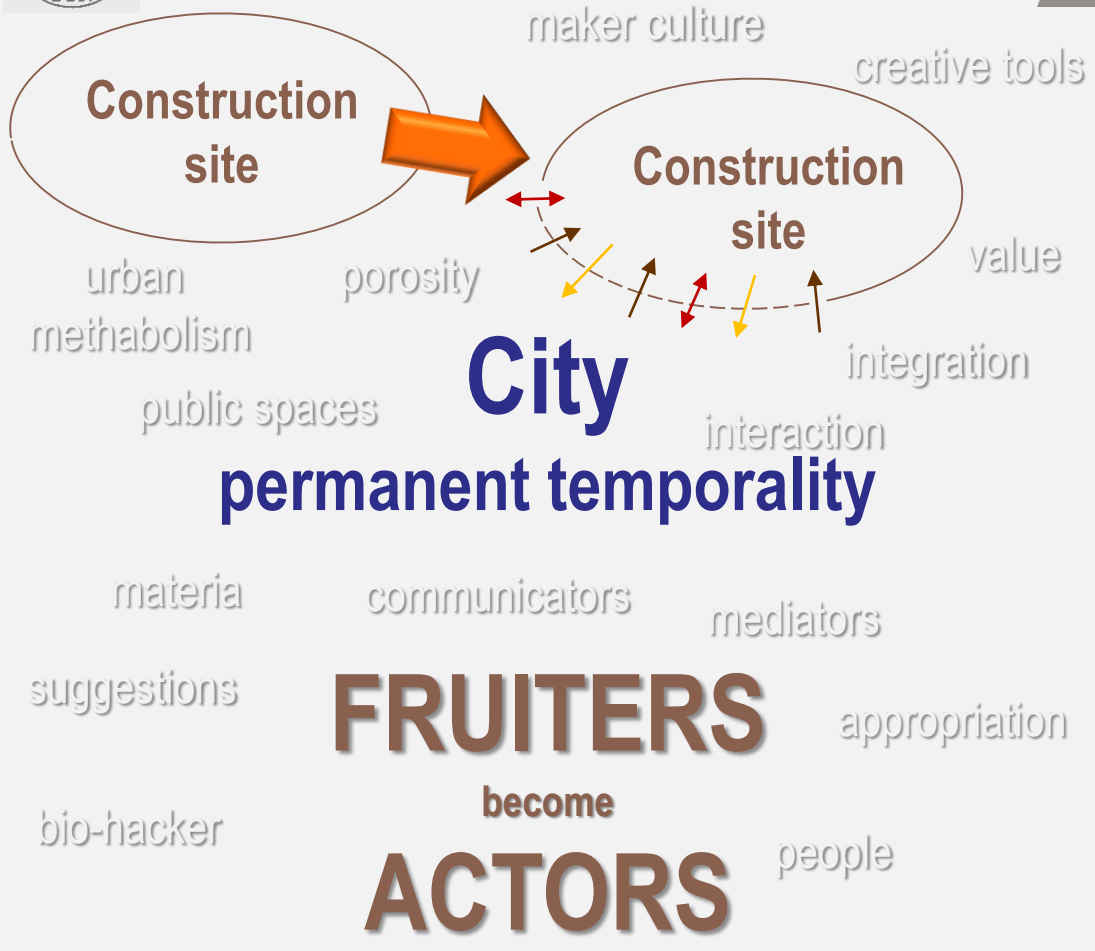 maker culture
creative tools
Construction
site
Construction
site
value
urban
porosity
methabolism
City
integration
public spaces
interaction
permanent temporality
materia
communicators
mediators
suggestions
FRUITERS
appropriation
become
bio-hacker
people
ACTORS